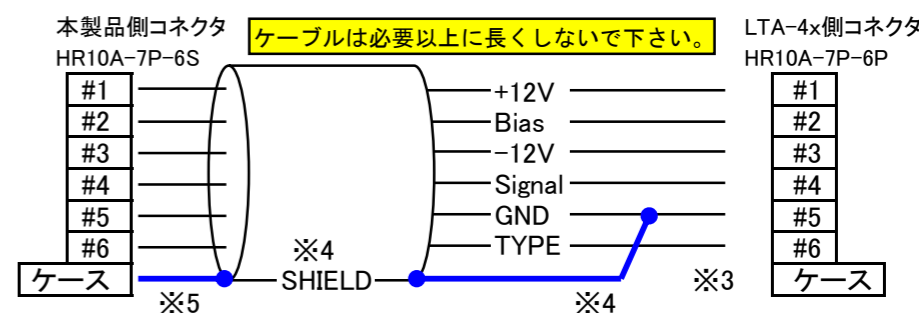 本製品側コネクタ
HR10A-7P-6S
ケーブルは必要以上に長くしないで下さい。
LTA-4x側コネクタ
HR10A-7P-6P
#1 +12V #1
#2 Bias #2
#3 -12V #3
#4 Signal #4
#5 GND #5
#6 ※4 TYPE #6
ケース SHIELD ※3 ケース
※5 ※4